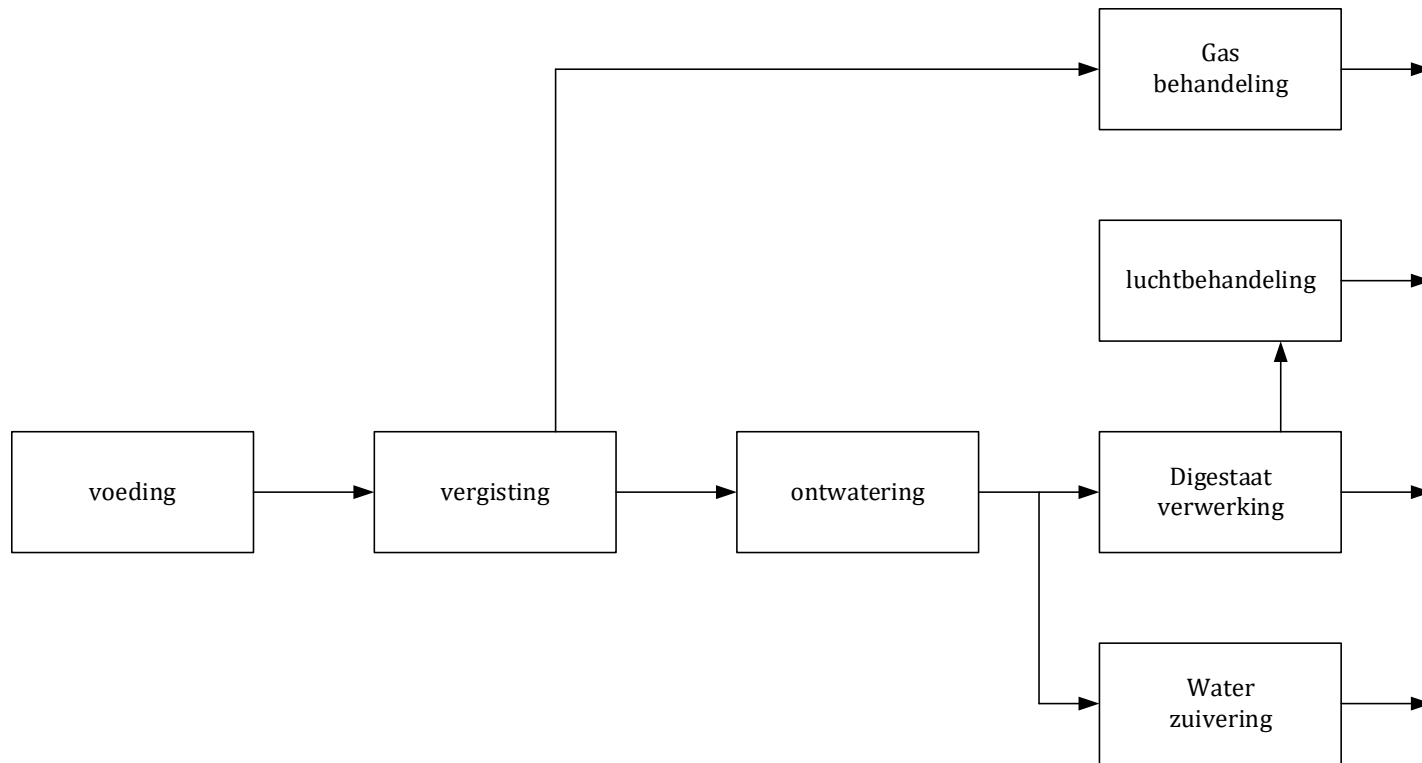 Gas
behandeling
luchtbehandeling
voeding
vergisting
ontwatering
Digestaat
verwerking
Water
zuivering